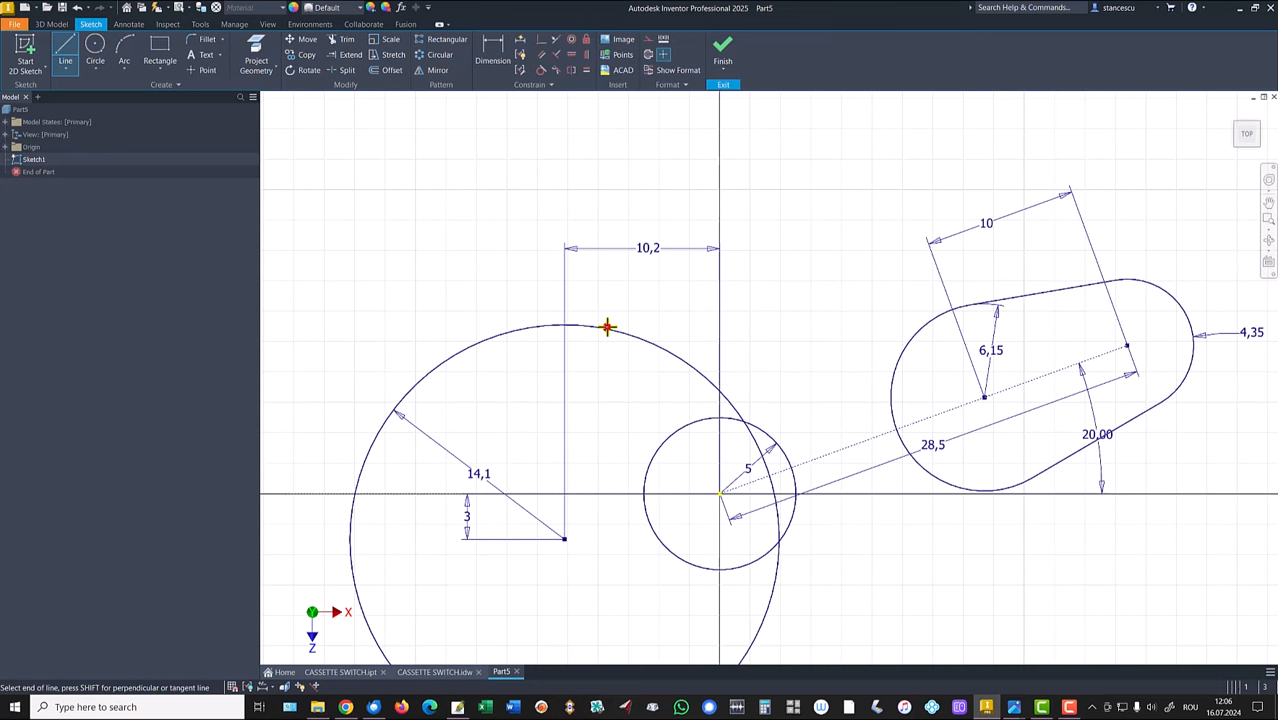 Material
Default
Autodesk Inventor Professional 2025 Part5
Search Help & Commands...
stancescu
File 3D Model Sketch Annotate Inspect Tools Manage View Environments Collaborate Fusion
Start
2D Sketch
Line
Circle
Arc
Rectangle
Fillet
Text
Point
Project
Geometry
Move
Copy
Rotate
Trim
Extend
Split
Scale
Stretch
Offset
Rectangular
Circular
Mirror
Dimension
Image
Points
ACAD
Show Format
Finish
Sketch Create Modify Pattern Constrain Insert Format Exit
Model
Part5
Model States: [Primary]
View: [Primary]
Origin
Sketch1
End of Part
TOP
10
10,2
4,35
6,15
20,00
28,5
5
14,1
3
Y
X
Z
Home CASSETTE SWITCH.ipt CASSETTE SWITCH.idw Part5
Select end of line, press SHIFT for perpendicular or tangent line
1 3
Type here to search
ROU
12:06
16.07.2024